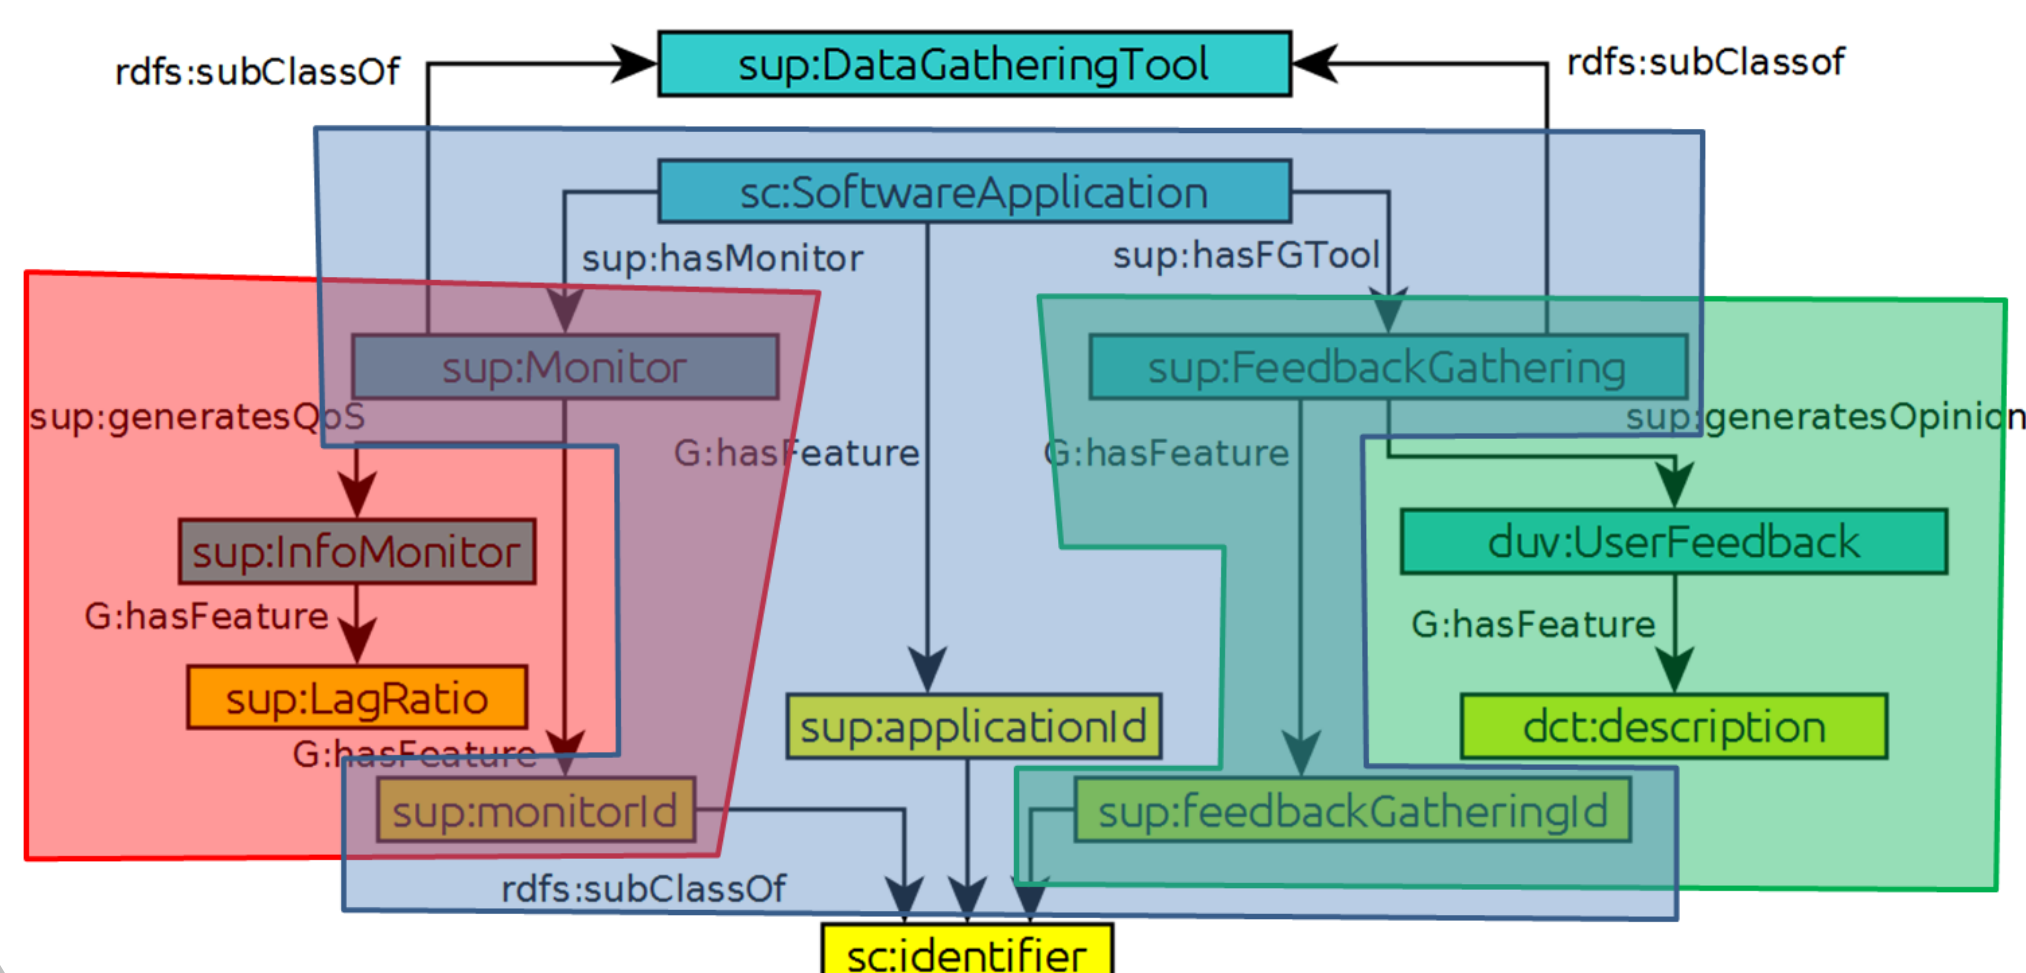 rdfs:subClassOf
sup:DataGatheringTool
rdfs:subClassof
sc:SoftwareApplication
sup:hasMonitor
sup:hasFGTool
sup:Monitor
sup:FeedbackGathering
sup:generatesQoS
sup:generatesOpinion
G:hasFeature
G:hasFeature
sup:InfoMonitor
duv:UserFeedback
G:hasFeature
G:hasFeature
sup:LagRatio
sup:applicationId
dct:description
G:hasFeature
sup:monitorId
sup:feedbackGatheringId
rdfs:subClassOf
sc:identifier